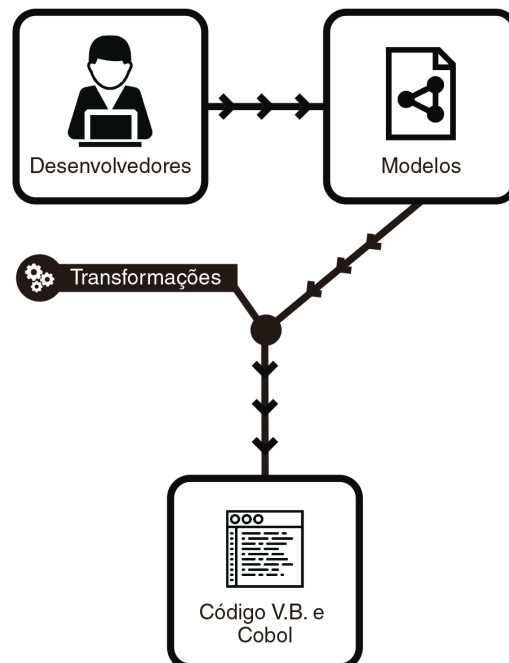 Desenvolvedores
Modelos
Transformações
Código V.B. e
Cobol